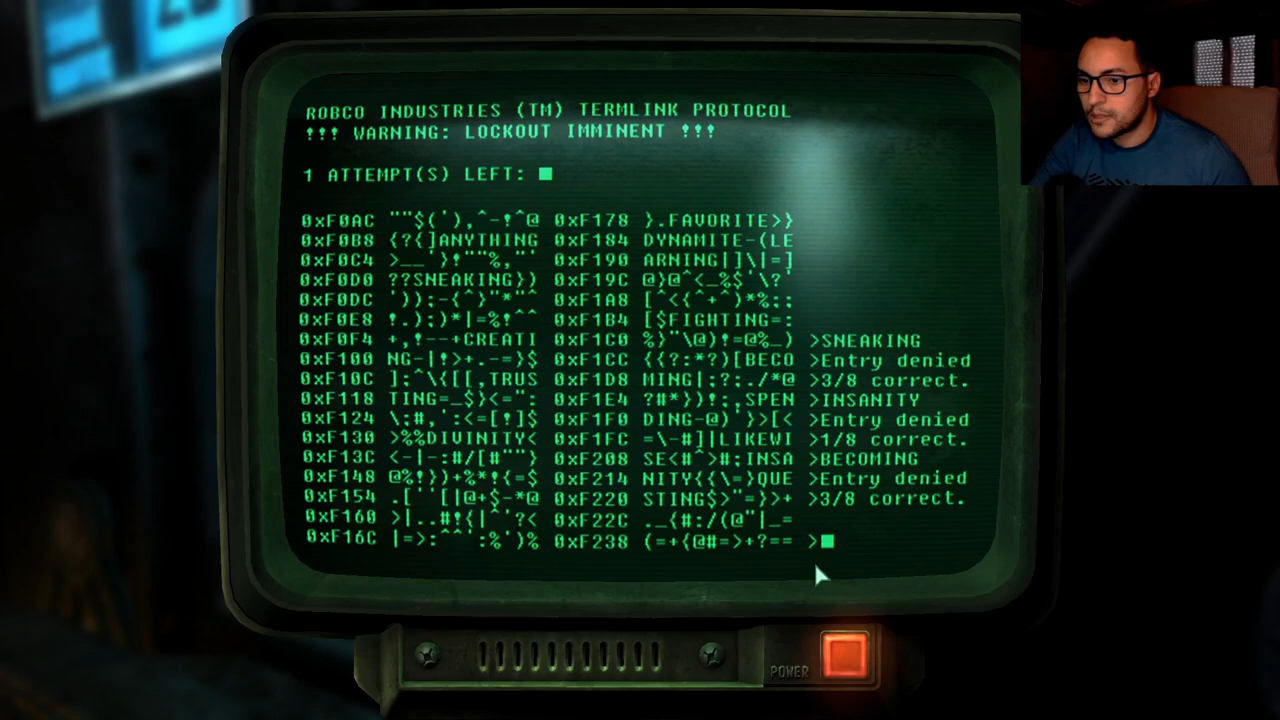 ROBCO INDUSTRIES (TM) TERMLINK PROTOCOL
!!! WARNING: LOCKOUT IMMINENT !!!
1 ATTEMPT(S) LEFT:
0xF0AC ""$('),^-!^@ 0xF178 }.FAVORITE>}
0xF0B8 {?{]ANYTHING 0xF184 DYNAMITE-(LE
0xF0C4 >__'}!""%,"' 0xF190 ARNING|]\|=]
0xF0D0 ??SNEAKING}) 0xF19C @}@^<_%$'\?'
0xF0DC ')):-{^}"*"^ 0xF1A8 [^<{^+^)*%::
0xF0E8 !.);)*|=%!^^ 0xF1B4 [$FIGHTING=:
0xF0F4 +,!--+CREATI 0xF1C0 %}"\@)!=@%_) >SNEAKING
0xF100 NG-|!>+.-=}$ 0xF1CC {{?:*?)[BECO >Entry denied
0xF10C ]:^\{[[,TRUS 0xF1D8 MING|;?;./*@ >3/8 correct.
0xF118 TING=_$}<=": 0xF1E4 ?#*})!:,SPEN >INSANITY
0xF124 \;#,':<=[!]$ 0xF1F0 DING-@)'}>[< >Entry denied
0xF130 >%%DIVINITY< 0xF1FC =\-#]|LIKEWI >1/8 correct.
0xF13C <-|-:#/[#""} 0xF208 SE<#^>#;INSA >BECOMING
0xF148 @%!})+%*!{=$ 0xF214 NITY{{\=}QUE >Entry denied
0xF154 .[''[|@+$-*@ 0xF220 STING$>"=}>+ >3/8 correct.
0xF160 >|..#!{|^'?< 0xF22C ._{#:/(@"|_=
0xF16C |=>:^^':%')% 0xF238 (=+{@#=>+?== >
POWER